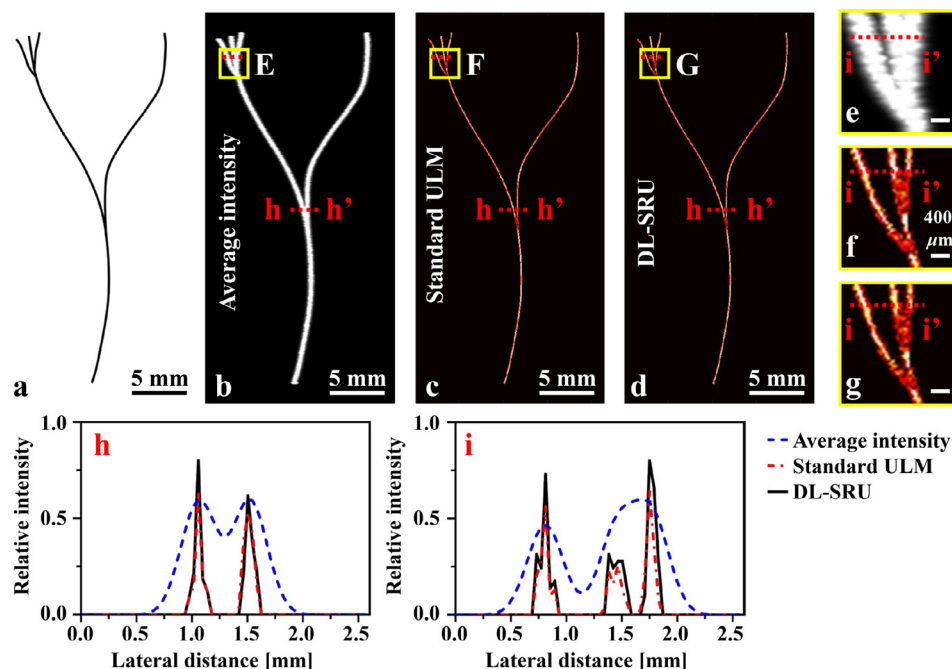 a
5 mm
E
Average intensity
h h'
b
5 mm
F
Standard ULM
h h'
c
5 mm
G
DL-SRU
h h'
d
5 mm
i i'
e
i i'
400
µm
f
i i'
g
h
Relative intensity
1.0
0.5
0.0
0.0 0.5 1.0 1.5 2.0 2.5
Lateral distance [mm]
i
Relative intensity
1.0
0.5
0.0
0.0 0.5 1.0 1.5 2.0 2.5
Lateral distance [mm]
Average intensity
Standard ULM
DL-SRU